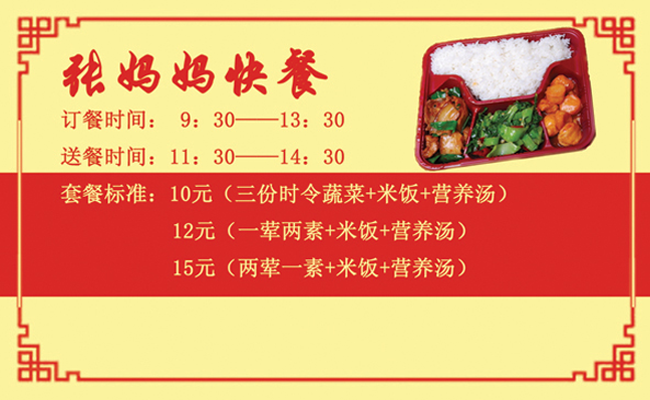 张妈妈快餐
订餐时间： 9：30——13：30
送餐时间：11：30——14：30
套餐标准：10元（三份时令蔬菜+米饭+营养汤）
12元（一荤两素+米饭+营养汤）
15元（两荤一素+米饭+营养汤）